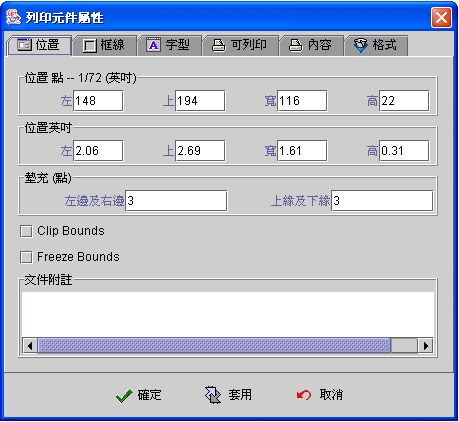 列印元件屬性
位置 框線 字型 可列印 內容 格式
位置 點 -- 1/72 (英吋)
左 148 上 194 寬 116 高 22
位置英吋
左 2.06 上 2.69 寬 1.61 高 0.31
墊充 (點)
左邊及右邊 3 上緣及下緣 3
Clip Bounds
Freeze Bounds
文件附註
確定 套用 取消